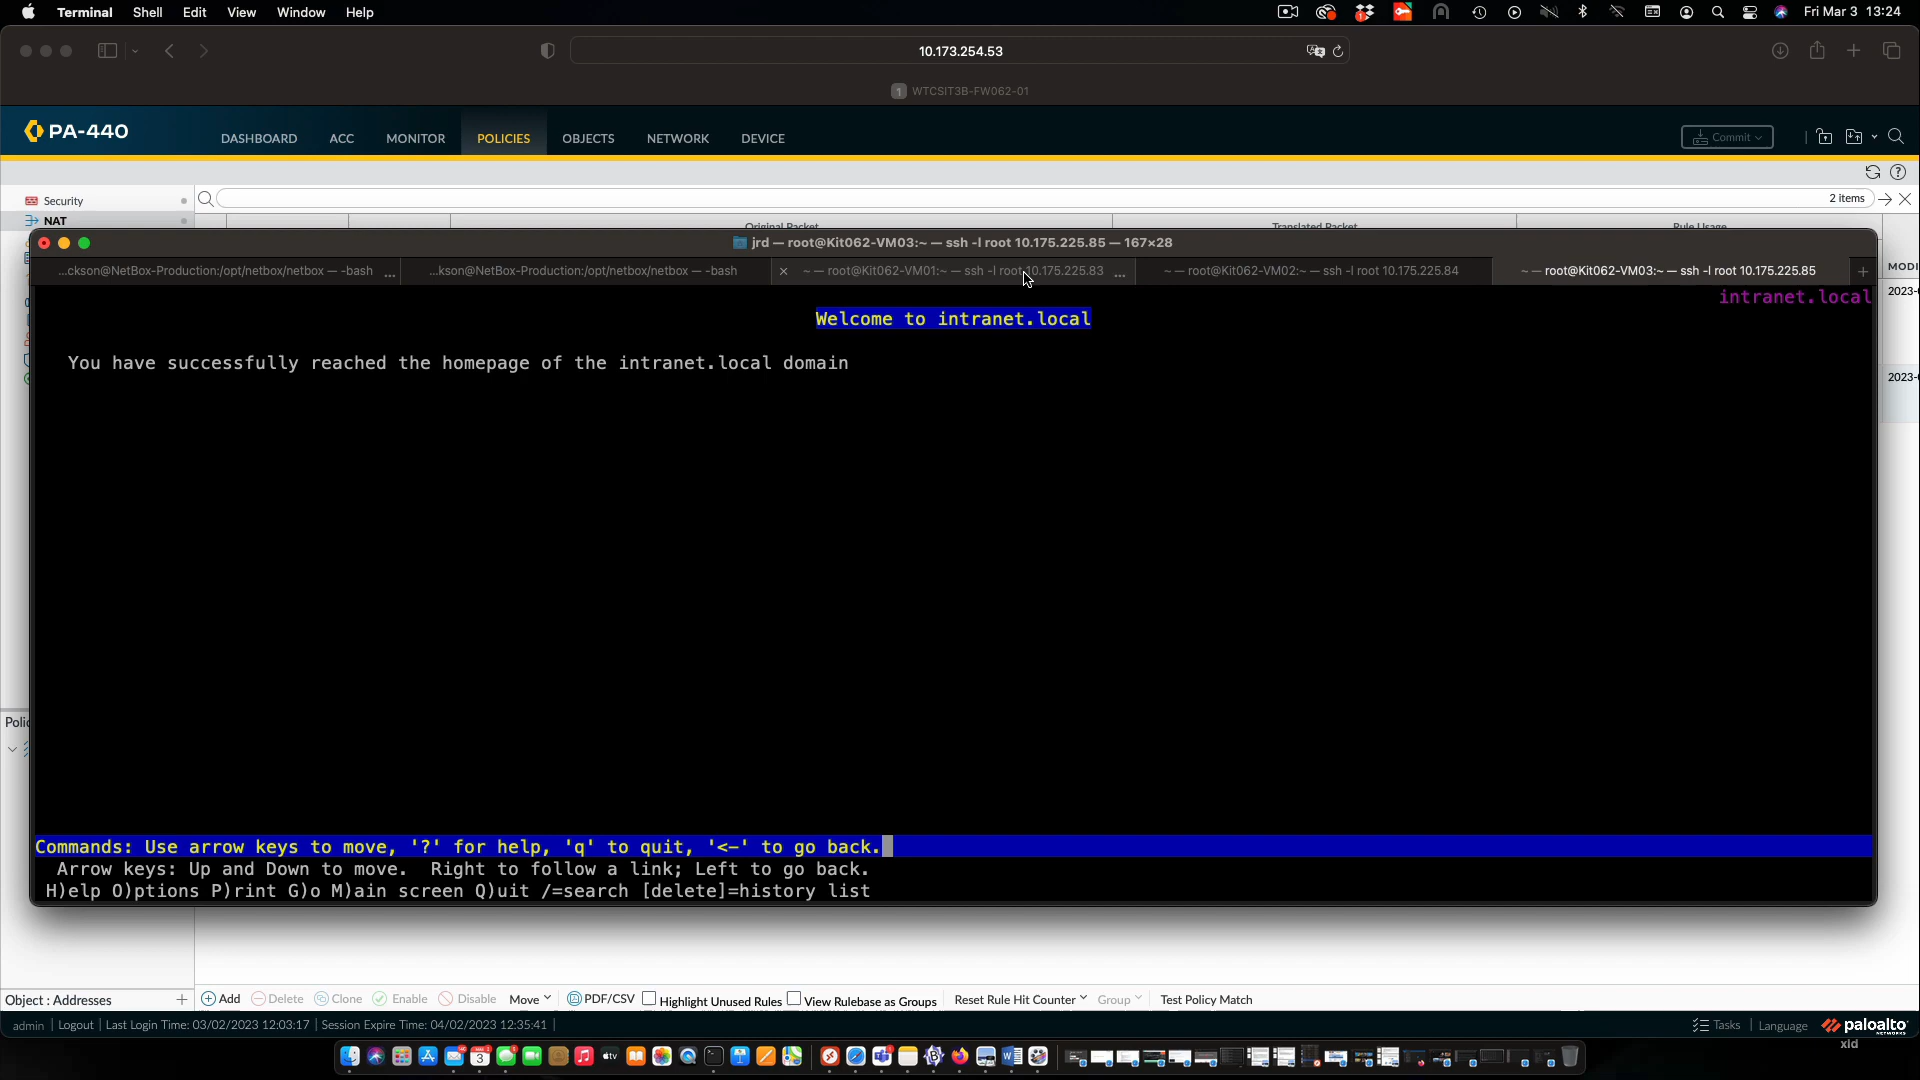 Terminal Shell Edit View Window Help
Fri Mar 3 13:24
10.173.254.53
1 WTCSIT3B-FW062-01
PA-440
DASHBOARD ACC MONITOR POLICIES OBJECTS NETWORK DEVICE
Commit
Security
2 items
NAT
Original Packet Translated Packet Rule Usage
jrd — root@Kit062-VM03:~ — ssh -l root 10.175.225.85 — 167×28
...ckson@NetBox-Production:/opt/netbox/netbox — -bash ...
...kson@NetBox-Production:/opt/netbox/netbox — -bash
~ — root@Kit062-VM01:~ — ssh -l root 10.175.225.83 ...
~ — root@Kit062-VM02:~ — ssh -l root 10.175.225.84
~ — root@Kit062-VM03:~ — ssh -l root 10.175.225.85
MODI
intranet.local
2023-
Welcome to intranet.local
You have successfully reached the homepage of the intranet.local domain
2023-
Polic
Commands: Use arrow keys to move, '?' for help, 'q' to quit, '<-' to go back.
Arrow keys: Up and Down to move. Right to follow a link; Left to go back.
H)elp O)ptions P)rint G)o M)ain screen Q)uit /=search [delete]=history list
Object : Addresses +
Add Delete Clone Enable Disable Move PDF/CSV Highlight Unused Rules View Rulebase as Groups Reset Rule Hit Counter Group Test Policy Match
admin | Logout | Last Login Time: 03/02/2023 12:03:17 | Session Expire Time: 04/02/2023 12:35:41 |
Tasks | Language paloalto NETWORKS
xld